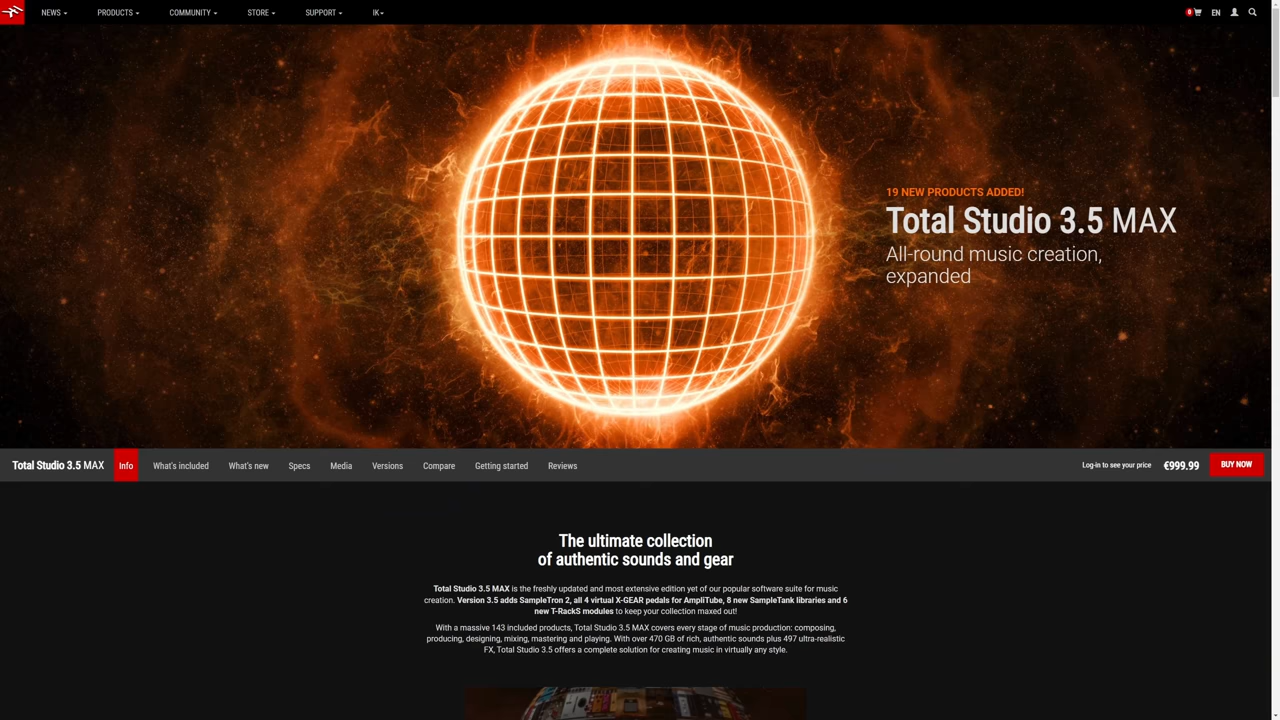 NEWS
PRODUCTS
COMMUNITY
STORE
SUPPORT
IK
0
EN
19 NEW PRODUCTS ADDED!
Total Studio 3.5 MAX
All-round music creation,
expanded
Total Studio 3.5 MAX
Info
What's included
What's new
Specs
Media
Versions
Compare
Getting started
Reviews
Log-in to see your price
€999.99
BUY NOW
The ultimate collection
of authentic sounds and gear
Total Studio 3.5 MAX is the freshly updated and most extensive edition yet of our popular software suite for music
creation. Version 3.5 adds SampleTron 2, all 4 virtual X-GEAR pedals for AmpliTube, 8 new SampleTank libraries and 6
new T-RackS modules to keep your collection maxed out!
With a massive 143 included products, Total Studio 3.5 MAX covers every stage of music production: composing,
producing, designing, mixing, mastering and playing. With over 470 GB of rich, authentic sounds plus 497 ultra-realistic
FX, Total Studio 3.5 offers a complete solution for creating music in virtually any style.